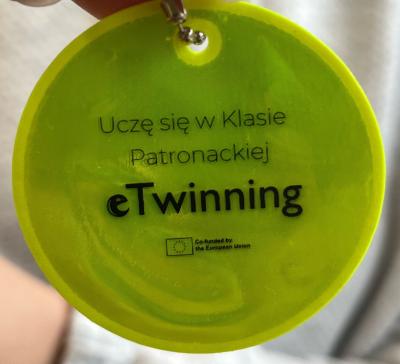 Uczę się w Klasie
Patronackiej
eTwinning
Co-funded by
the European Union